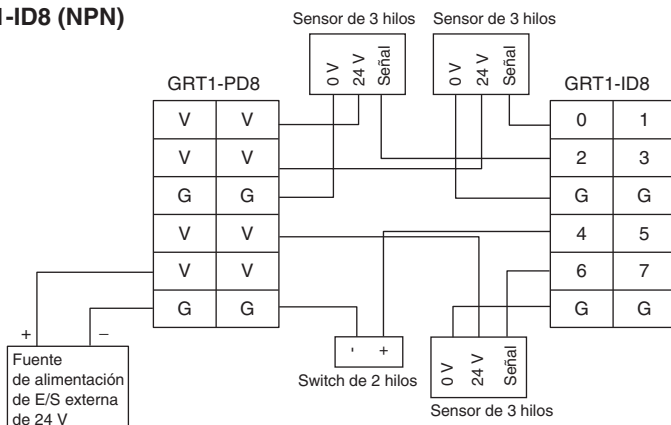 1-ID8 (NPN)
Sensor de 3 hilos Sensor de 3 hilos
0 V 24 V Señal 0 V 24 V Señal
GRT1-PD8 GRT1-ID8
V V 0 1
V V 2 3
G G G G
V V 4 5
V V 6 7
G G G G
+ –
Fuente
de alimentación
de E/S externa
de 24 V
- +
Switch de 2 hilos
0 V 24 V Señal
Sensor de 3 hilos